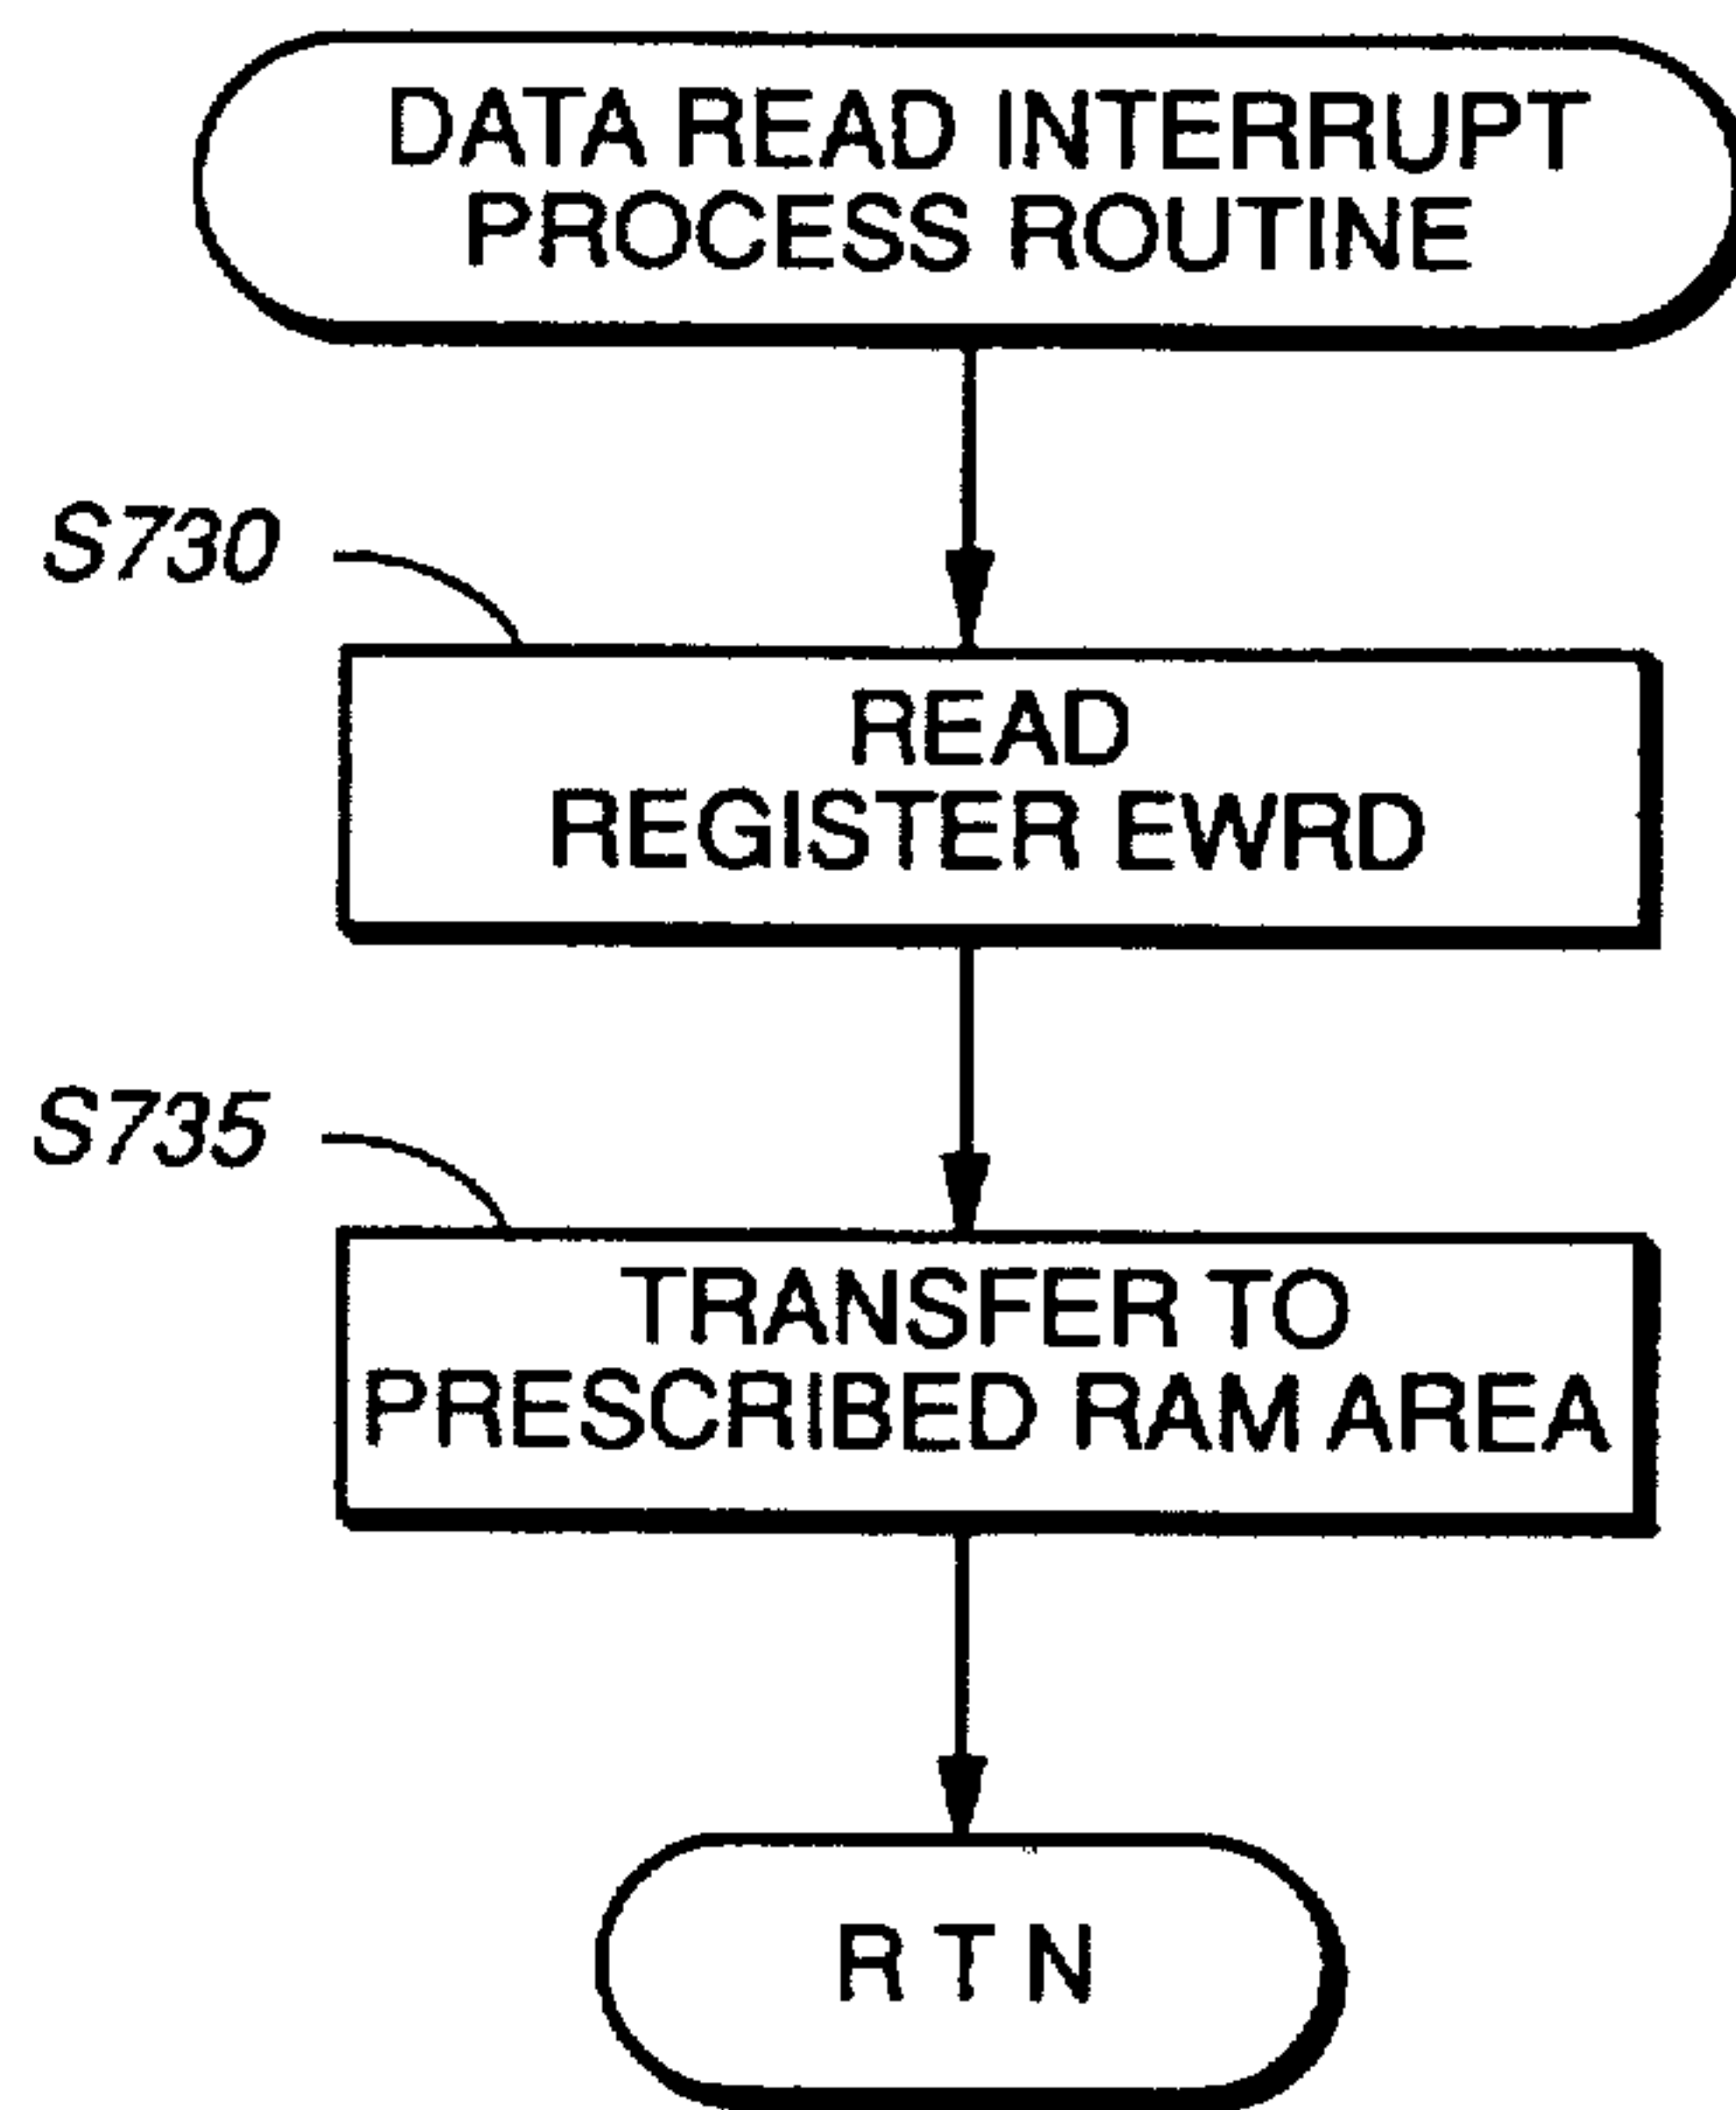 DATA READ INTERRUPT
PROCESS ROUTINE
S730
READ
REGISTER EWRD
S735
TRANSFER TO
PRESCRIBED RAM AREA
RTN